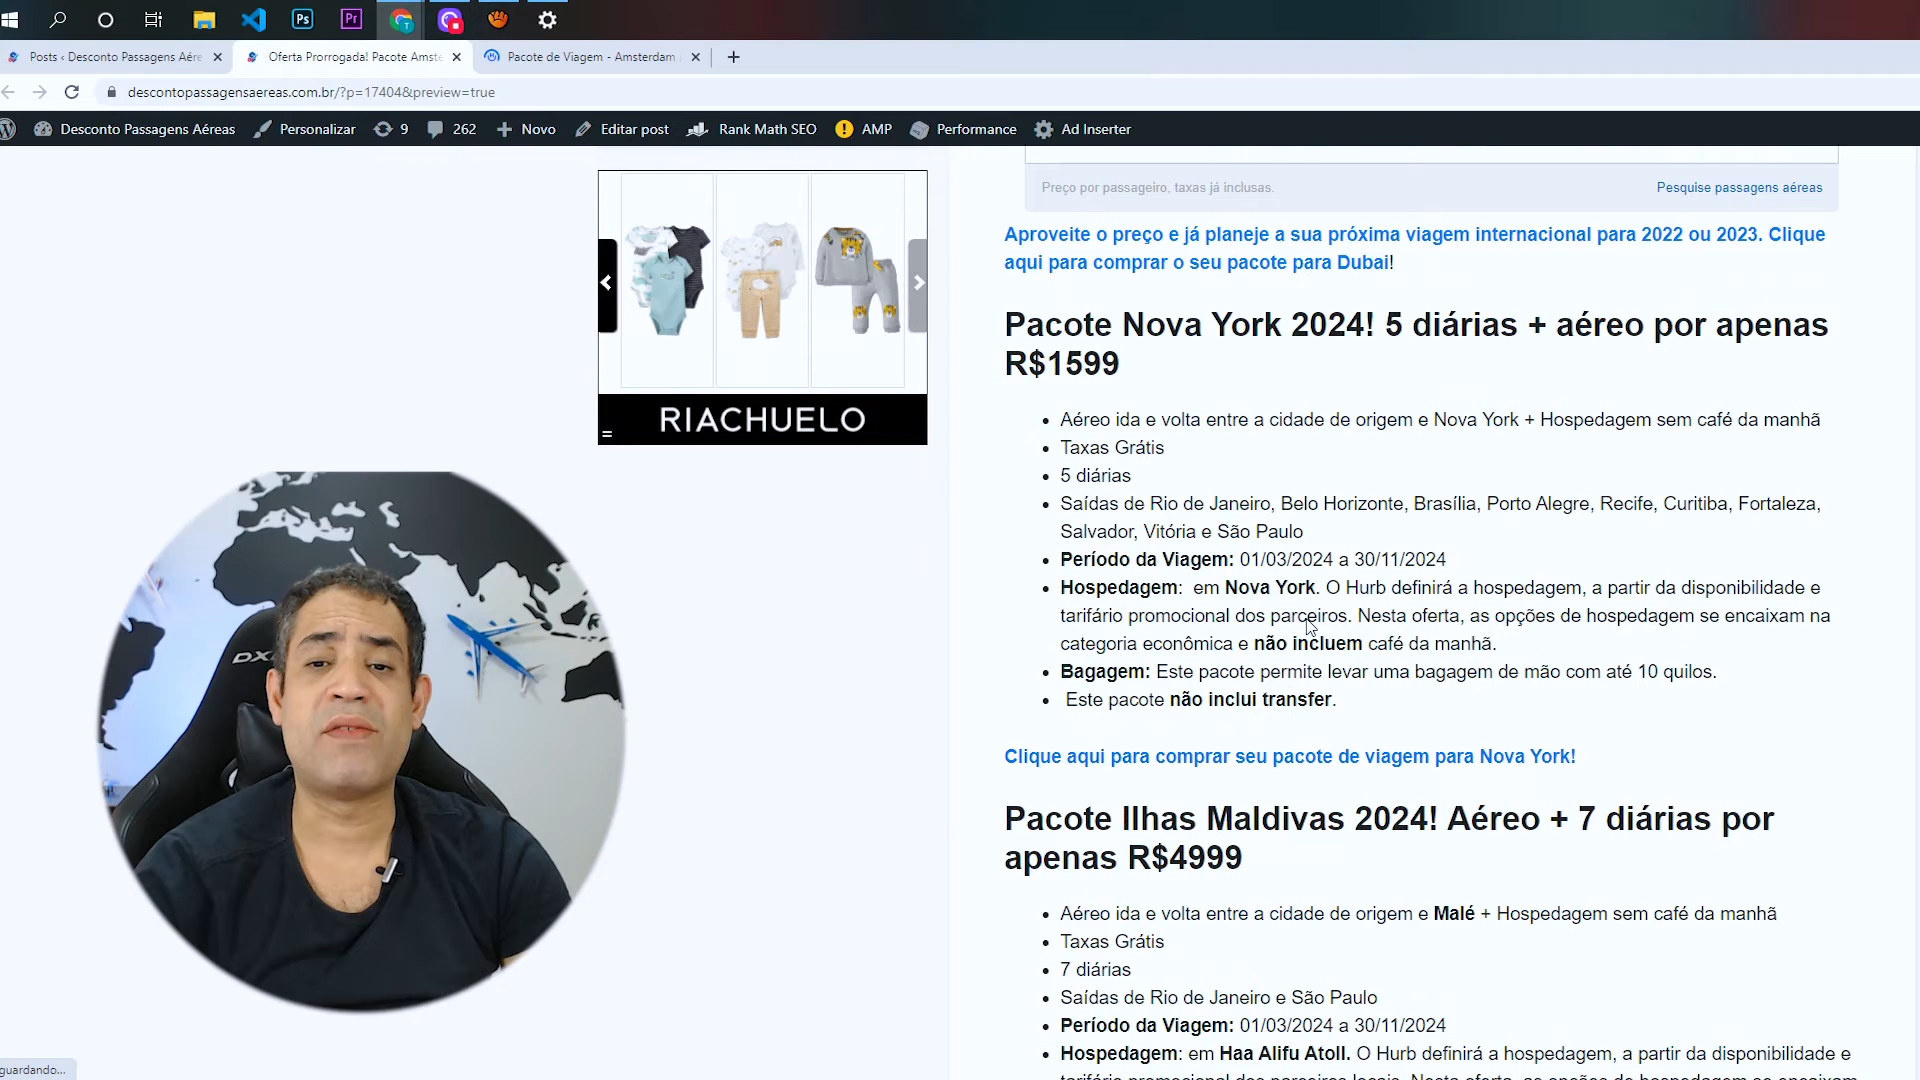 Ps
Pr
Posts ‹ Desconto Passagens Aére
Oferta Prorrogada! Pacote Amste
Pacote de Viagem - Amsterdam
descontopassagensaereas.com.br/?p=17404&preview=true
Desconto Passagens Aéreas
Personalizar
9
262
Novo
Editar post
Rank Math SEO
AMP
Performance
Ad Inserter
Preço por passageiro, taxas já inclusas.
Pesquise passagens aéreas
Aproveite o preço e já planeje a sua próxima viagem internacional para 2022 ou 2023. Clique
aqui para comprar o seu pacote para Dubai!
RIACHUELO
Pacote Nova York 2024! 5 diárias + aéreo por apenas
R$1599
Aéreo ida e volta entre a cidade de origem e Nova York + Hospedagem sem café da manhã
Taxas Grátis
5 diárias
Saídas de Rio de Janeiro, Belo Horizonte, Brasília, Porto Alegre, Recife, Curitiba, Fortaleza,
Salvador, Vitória e São Paulo
Período da Viagem: 01/03/2024 a 30/11/2024
Hospedagem: em Nova York. O Hurb definirá a hospedagem, a partir da disponibilidade e
tarifário promocional dos parceiros. Nesta oferta, as opções de hospedagem se encaixam na
categoria econômica e não incluem café da manhã.
Bagagem: Este pacote permite levar uma bagagem de mão com até 10 quilos.
Este pacote não inclui transfer.
Clique aqui para comprar seu pacote de viagem para Nova York!
Pacote Ilhas Maldivas 2024! Aéreo + 7 diárias por
apenas R$4999
Aéreo ida e volta entre a cidade de origem e Malé + Hospedagem sem café da manhã
Taxas Grátis
7 diárias
Saídas de Rio de Janeiro e São Paulo
Período da Viagem: 01/03/2024 a 30/11/2024
Hospedagem: em Haa Alifu Atoll. O Hurb definirá a hospedagem, a partir da disponibilidade e
DX
guardando...